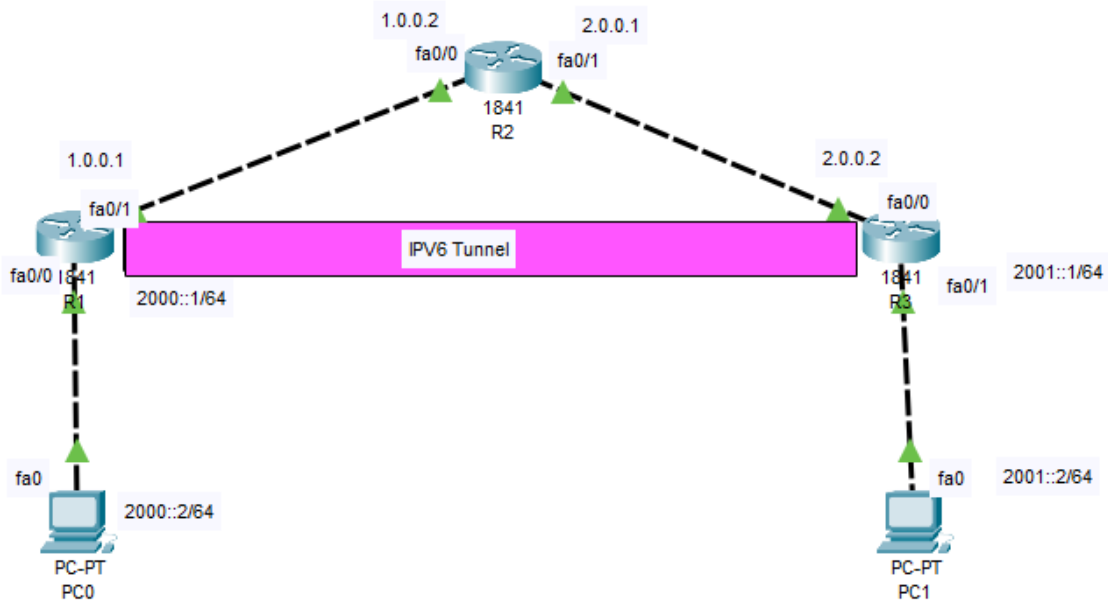 1.0.0.2
2.0.0.1
fa0/0
fa0/1
1841
R2
1.0.0.1
2.0.0.2
fa0/1
fa0/0
IPV6 Tunnel
fa0/0
1841
R1
2000::1/64
1841
R3
fa0/1
2001::1/64
fa0
2000::2/64
fa0
2001::2/64
PC-PT
PC0
PC-PT
PC1